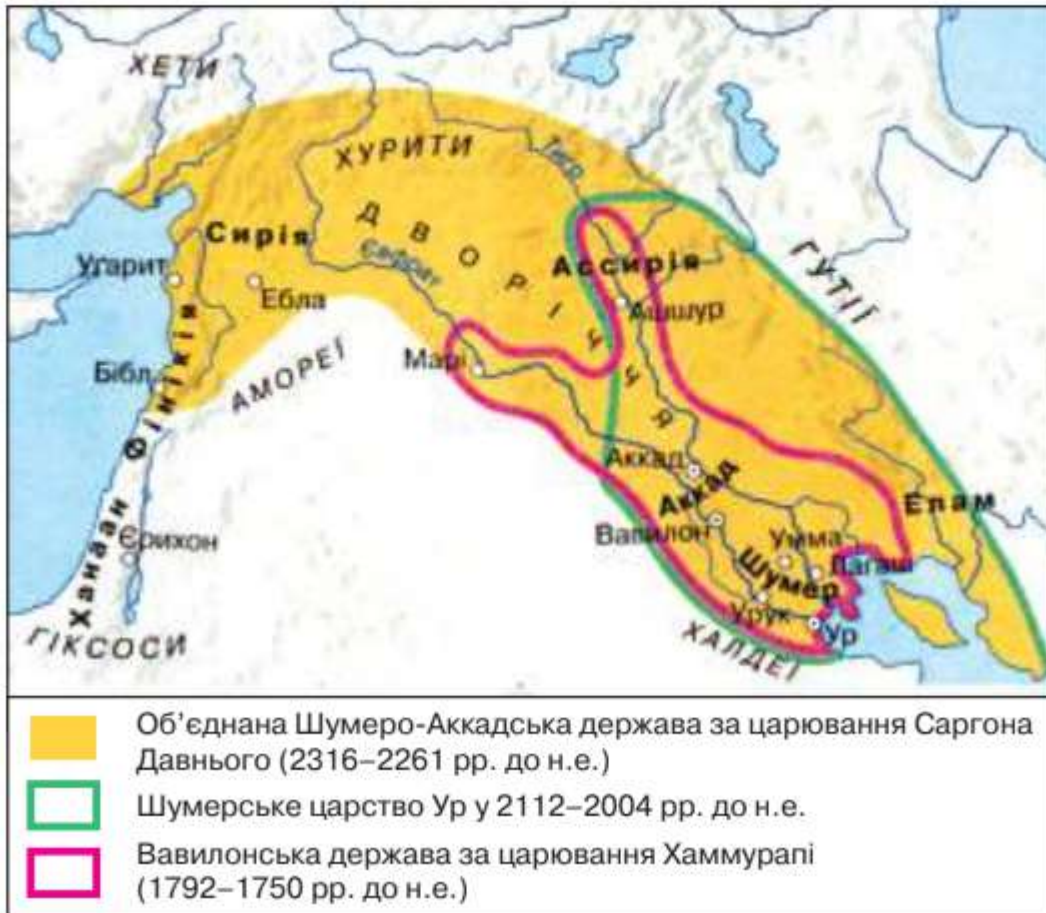 ХЕТИ
ХУРИТИ
Тигр
ДВОРІЧЧЯ
Сирія
Євфрат
Ассирія
ГУТІЇ
Угарит
Ебла
Ашшур
Бібл
АМОРЕЇ
Марі
Ханаан Фінікія
Аккад
Аккад
Елам
Вавилон
Умма
Єрихон
Шумер
Лагаш
Урук
Ур
ГІКСОСИ
ХАЛДЕЇ
Об’єднана Шумеро-Аккадська держава за царювання Саргона
Давнього (2316–2261 рр. до н.е.)
Шумерське царство Ур у 2112–2004 рр. до н.е.
Вавилонська держава за царювання Хаммурапі
(1792–1750 рр. до н.е.)